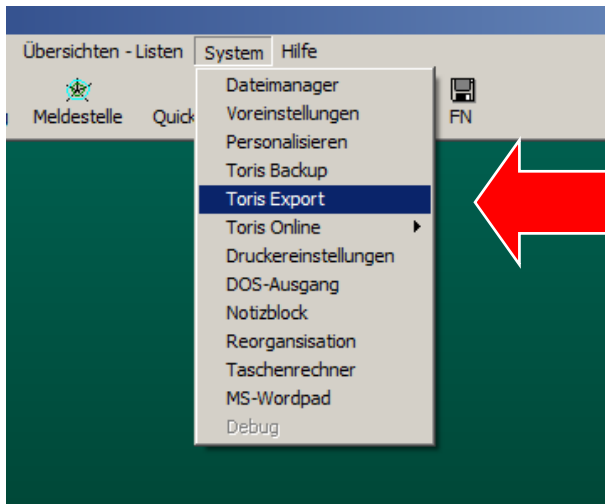 Übersichten - Listen System Hilfe
Meldestelle Quick FN
Dateimanager
Voreinstellungen
Personalisieren
Toris Backup
Toris Export
Toris Online
Druckereinstellungen
DOS-Ausgang
Notizblock
Reorgansisation
Taschenrechner
MS-Wordpad
Debug